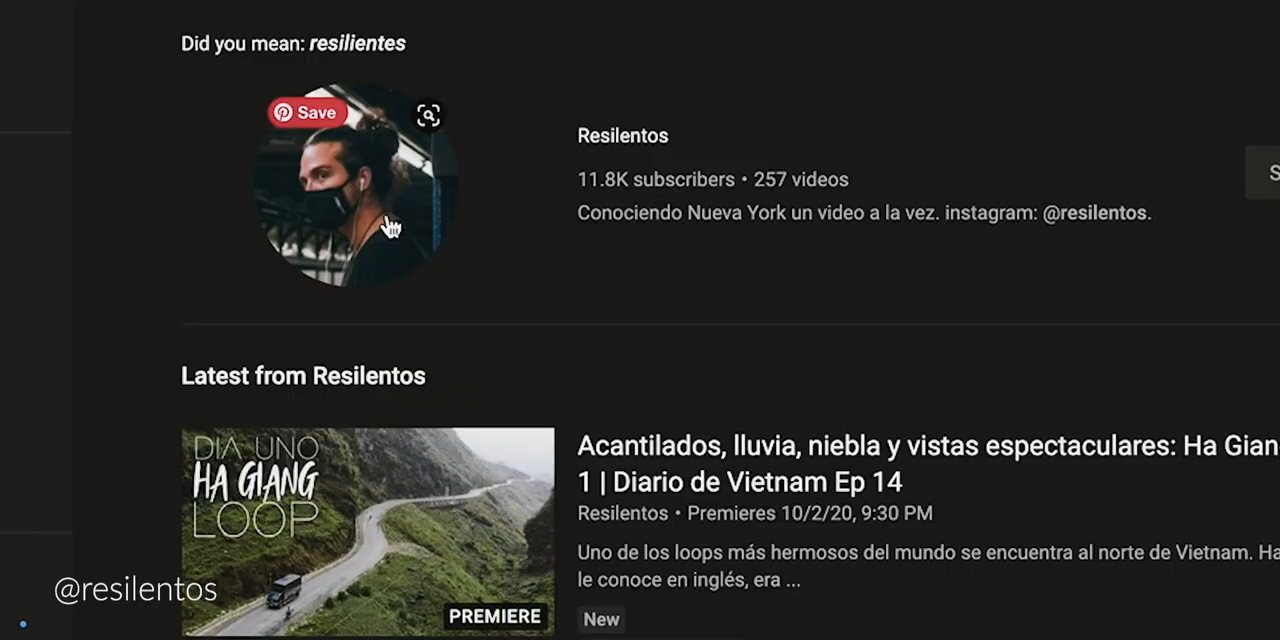 Did you mean: resilientes
Save
Resilentos
11.8K subscribers • 257 videos
S
Conociendo Nueva York un video a la vez. instagram: @resilentos.
Latest from Resilentos
DIA UNO
HA GIANG
LOOP
PREMIERE
Acantilados, lluvia, niebla y vistas espectaculares: Ha Gian
1 | Diario de Vietnam Ep 14
Resilentos • Premieres 10/2/20, 9:30 PM
Uno de los loops más hermosos del mundo se encuentra al norte de Vietnam. Ha
le conoce en inglés, era ...
New
@resilentos